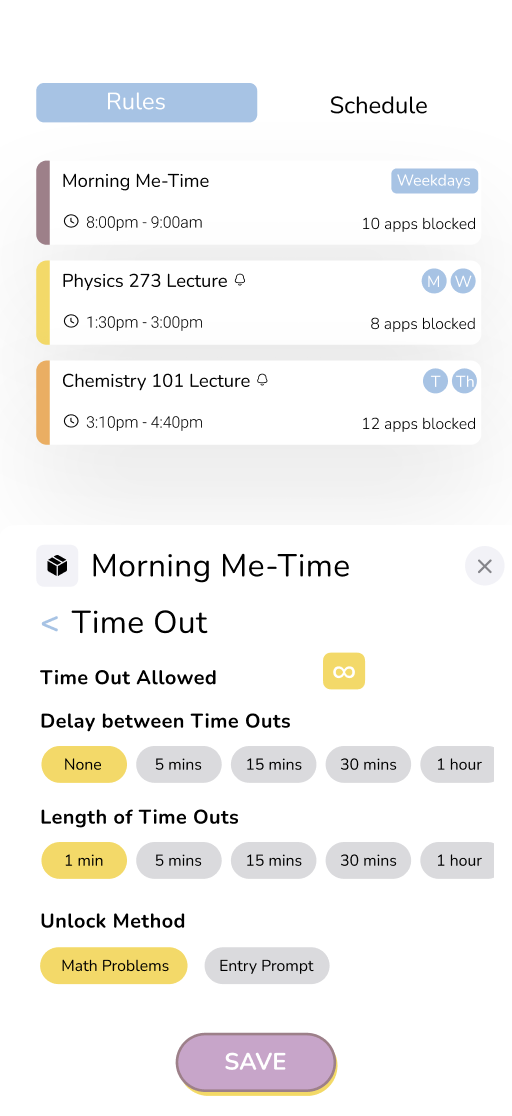 Rules
Schedule
Morning Me-Time
Weekdays
8:00pm - 9:00am
10 apps blocked
Physics 273 Lecture
M W
1:30pm - 3:00pm
8 apps blocked
Chemistry 101 Lecture
T Th
3:10pm - 4:40pm
12 apps blocked
Morning Me-Time
< Time Out
Time Out Allowed
∞
Delay between Time Outs
None 5 mins 15 mins 30 mins 1 hour
Length of Time Outs
1 min 5 mins 15 mins 30 mins 1 hour
Unlock Method
Math Problems Entry Prompt
SAVE